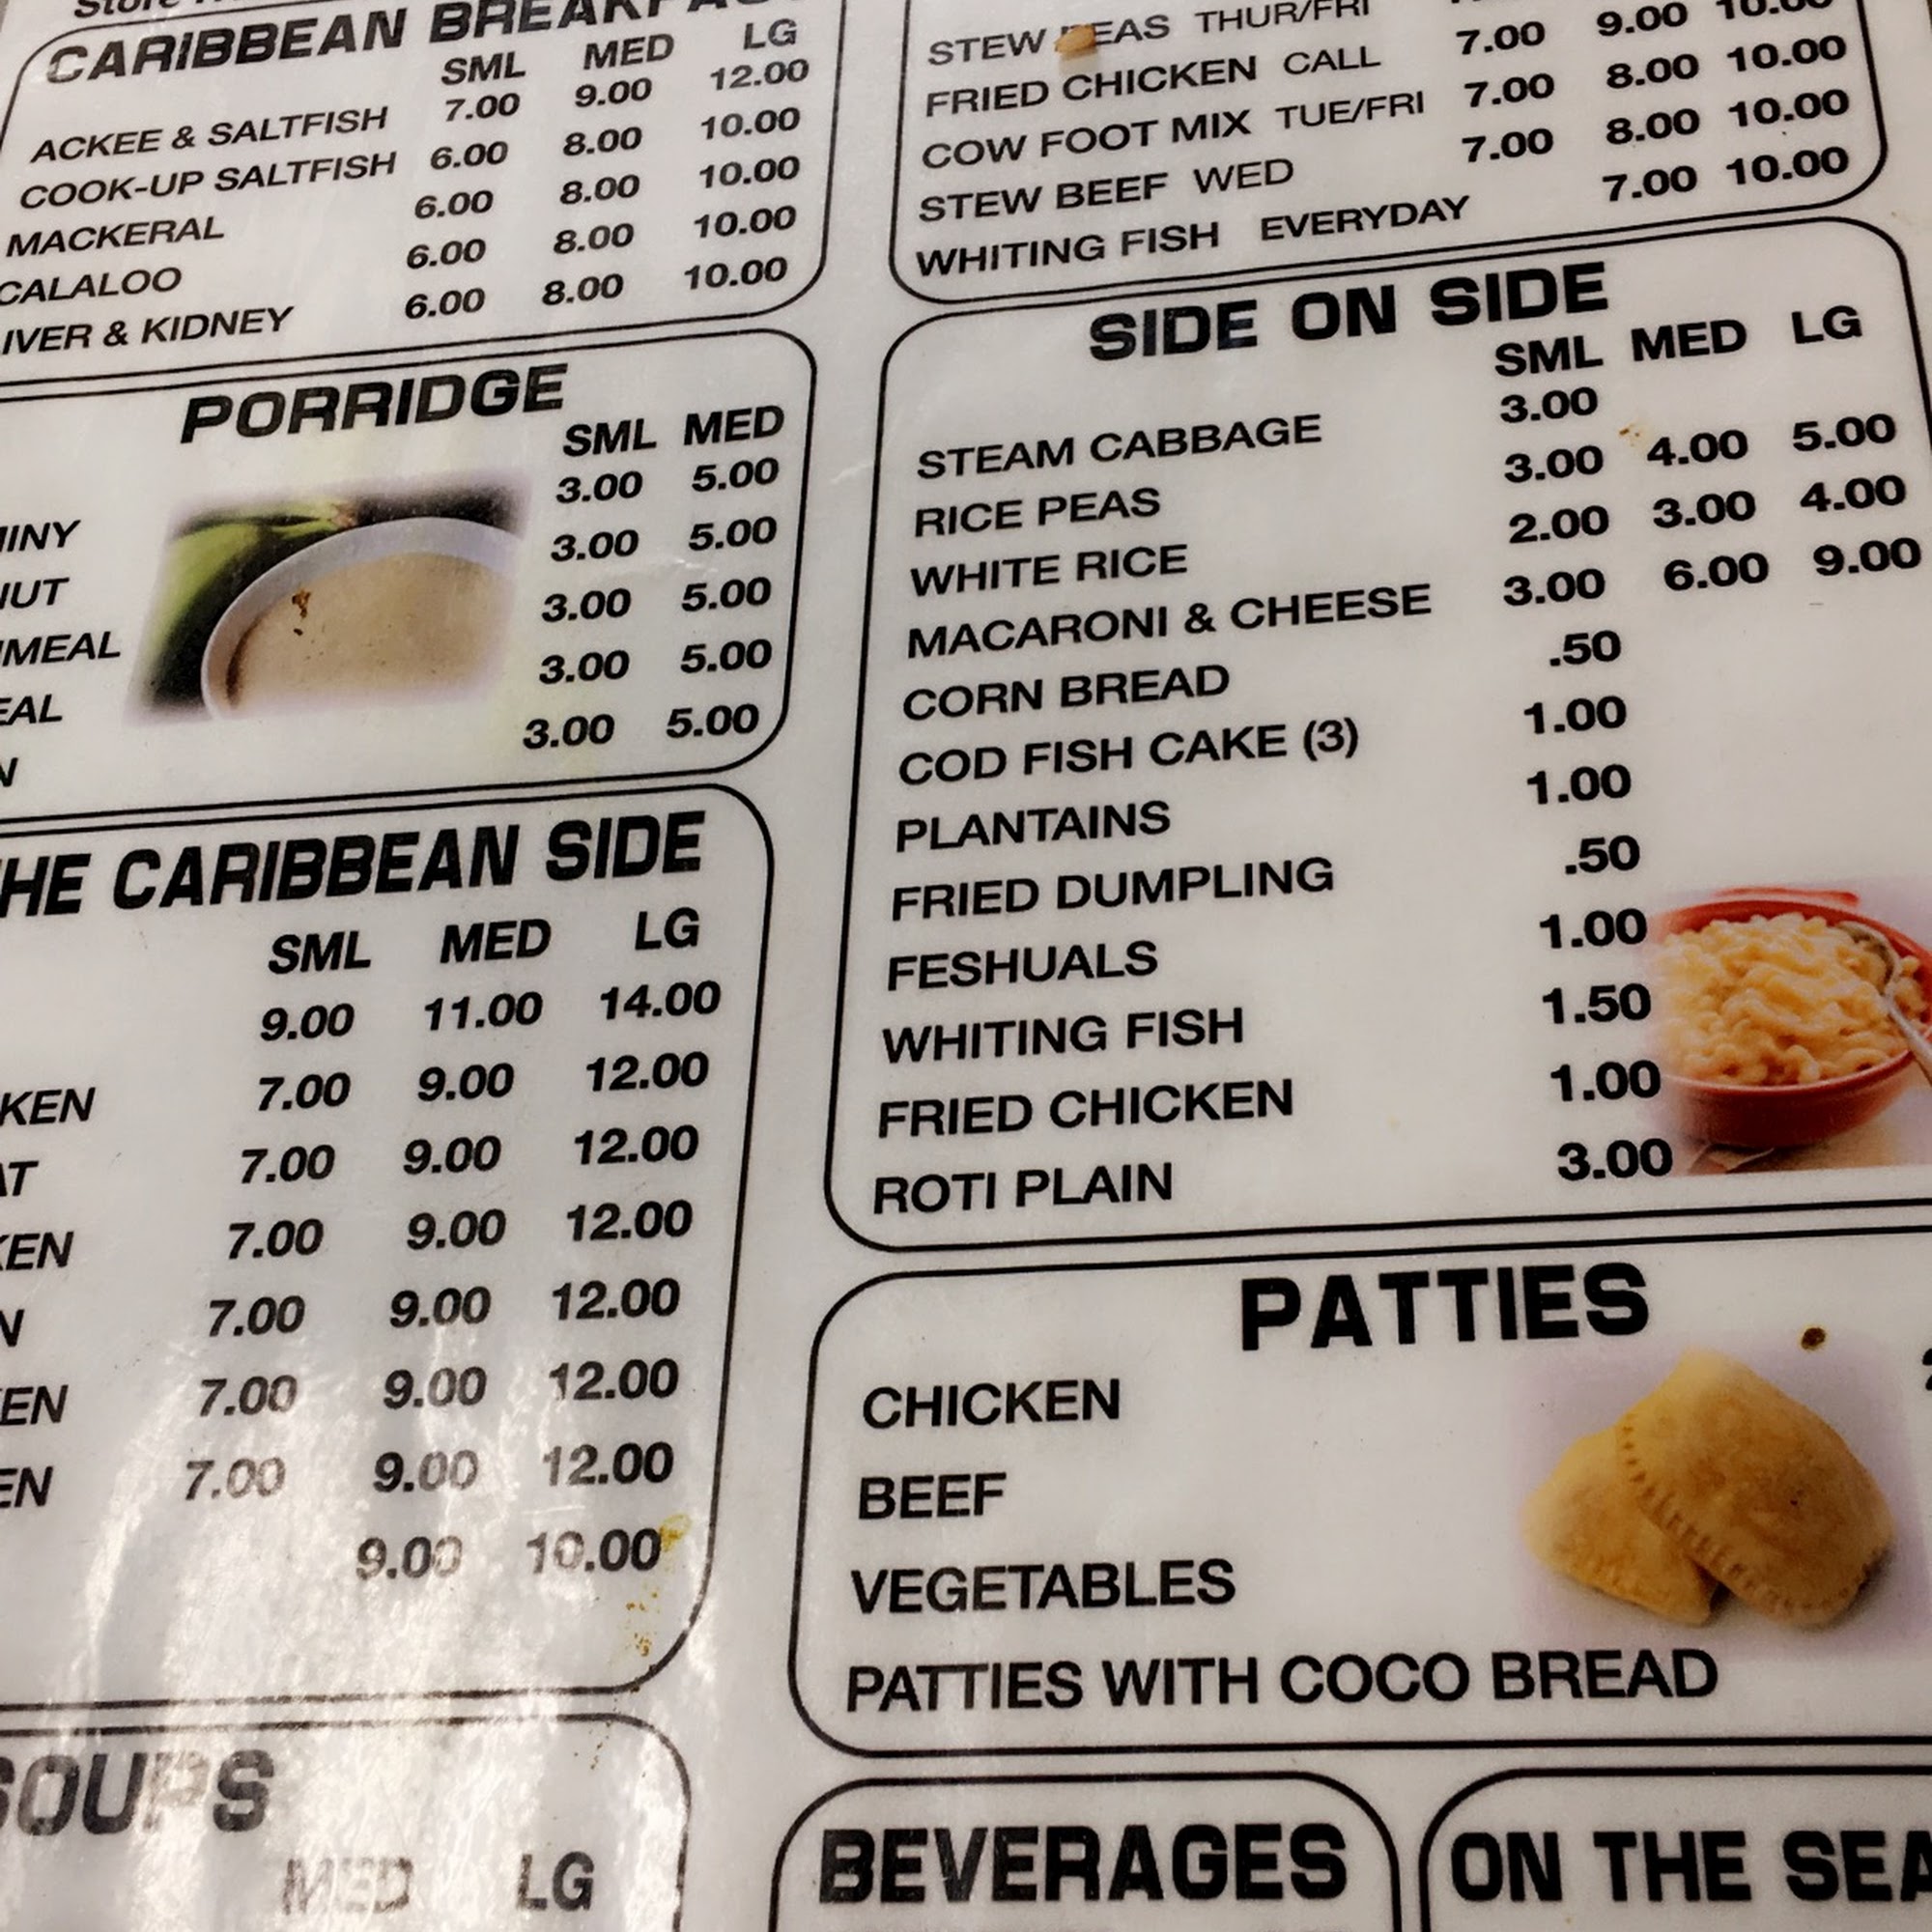 Store
CARIBBEAN
SML MED LG
ACKEE & SALTFISH 7.00 9.00 12.00
COOK-UP SALTFISH 6.00 8.00 10.00
MACKERAL 6.00 8.00 10.00
CALALOO 6.00 8.00 10.00
IVER & KIDNEY 6.00 8.00 10.00
PORRIDGE
SML MED
INY 3.00 5.00
UT 3.00 5.00
MEAL 3.00 5.00
EAL 3.00 5.00
N 3.00 5.00
HE CARIBBEAN SIDE
SML MED LG
9.00 11.00 14.00
KEN 7.00 9.00 12.00
AT 7.00 9.00 12.00
KEN 7.00 9.00 12.00
N 7.00 9.00 12.00
EN 7.00 9.00 12.00
EN 7.00 9.00 12.00
9.00 10.00
SOUPS
MED LG
STEW PEAS THUR/FRI
FRIED CHICKEN CALL 7.00 9.00 10.00
COW FOOT MIX TUE/FRI 7.00 8.00 10.00
STEW BEEF WED 7.00 8.00 10.00
WHITING FISH EVERYDAY 7.00 10.00
SIDE ON SIDE
SML MED LG
STEAM CABBAGE 3.00
RICE PEAS 3.00 4.00 5.00
WHITE RICE 2.00 3.00 4.00
MACARONI & CHEESE 3.00 6.00 9.00
CORN BREAD .50
COD FISH CAKE (3) 1.00
PLANTAINS 1.00
FRIED DUMPLING .50
FESHUALS 1.00
WHITING FISH 1.50
FRIED CHICKEN 1.00
ROTI PLAIN 3.00
PATTIES
CHICKEN
BEEF
VEGETABLES
PATTIES WITH COCO BREAD
BEVERAGES
ON THE SEA